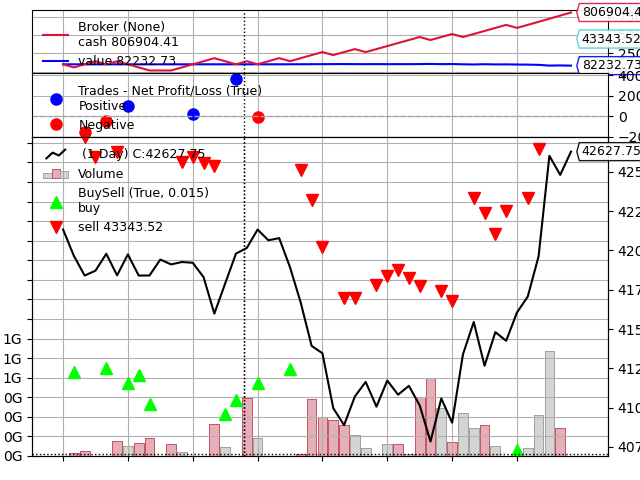 Broker (None)
cash 806904.41
value 82232.73
806904.4
43343.52
250
82232.73
Trades - Net Profit/Loss (True)
Positive
Negative
400
200
0
−20
(1 Day) C:42627.75
Volume
BuySell (True, 0.015)
buy
sell 43343.52
42627.75
425
422
420
417
415
412
410
407
1G
1G
1G
0G
0G
0G
0G